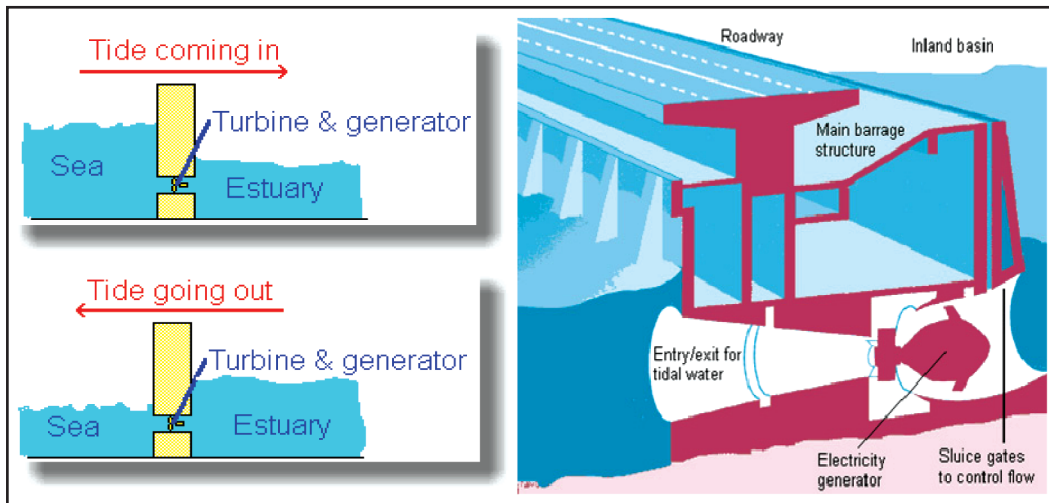 Tide coming in
Turbine & generator
Sea
Estuary
Tide going out
Turbine & generator
Sea
Estuary
Roadway
Inland basin
Main barrage
structure
Entry/exit for
tidal water
Electricity
generator
Sluice gates
to control flow